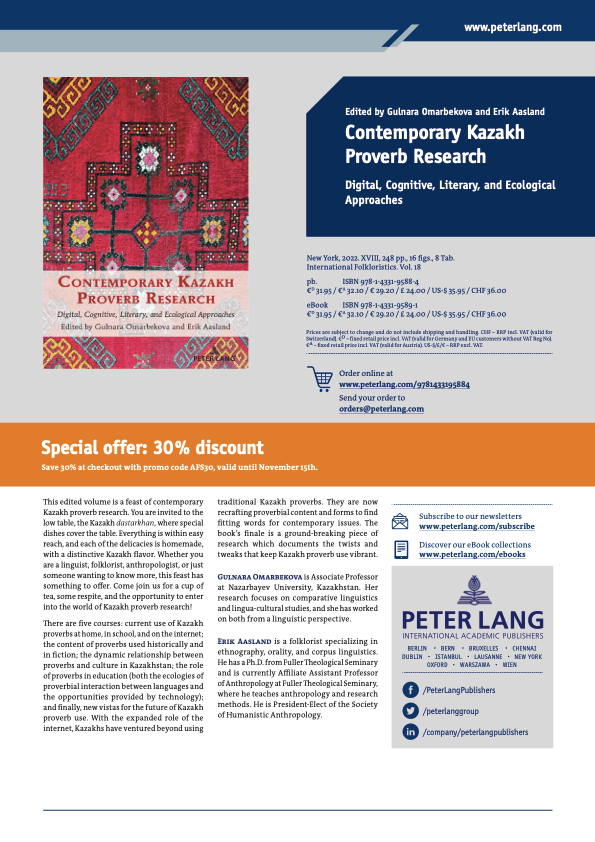 www.peterlang.com
CONTEMPORARY KAZAKH
PROVERB RESEARCH
Digital, Cognitive, Literary, and Ecological Approaches
Edited by Gulnara Omarbekova and Erik Aasland
PETER LANG
Edited by Gulnara Omarbekova and Erik Aasland
Contemporary Kazakh
Proverb Research
Digital, Cognitive, Literary, and Ecological
Approaches
New York, 2022. XVIII, 248 pp., 16 figs., 8 Tab.
International Folkloristics. Vol. 18
pb. ISBN 978-1-4331-9588-4
€ᴰ 31.95 / €ᴬ 32.10 / € 29.20 / £ 24.00 / US-$ 35.95 / CHF 36.00
eBook ISBN 978-1-4331-9589-1
€ᴰ 31.95 / €ᴬ 32.10 / € 29.20 / £ 24.00 / US-$ 35.95 / CHF 36.00
Prices are subject to change and do not include shipping and handling. CHF – RRP incl. VAT (valid for
Switzerland). €ᴰ – fixed retail price incl. VAT (valid for Germany and EU customers without VAT Reg No).
€ᴬ – fixed retail price incl. VAT (valid for Austria). US-$/£/€ – RRP excl. VAT.
Order online at
www.peterlang.com/9781433195884
Send your order to
orders@peterlang.com
Special offer: 30% discount
Save 30% at checkout with promo code AFS30, valid until November 15th.
This edited volume is a feast of contemporary
Kazakh proverb research. You are invited to the
low table, the Kazakh dastarkhan, where special
dishes cover the table. Everything is within easy
reach, and each of the delicacies is homemade,
with a distinctive Kazakh flavor. Whether you
are a linguist, folklorist, anthropologist, or just
someone wanting to know more, this feast has
something to offer. Come join us for a cup of
tea, some respite, and the opportunity to enter
into the world of Kazakh proverb research!
There are five courses: current use of Kazakh
proverbs at home, in school, and on the internet;
the content of proverbs used historically and
in fiction; the dynamic relationship between
proverbs and culture in Kazakhstan; the role
of proverbs in education (both the ecologies of
proverbial interaction between languages and
the opportunities provided by technology);
and finally, new vistas for the future of Kazakh
proverb use. With the expanded role of the
internet, Kazakhs have ventured beyond using
traditional Kazakh proverbs. They are now
recrafting proverbial content and forms to find
fitting words for contemporary issues. The
book's finale is a ground-breaking piece of
research which documents the twists and
tweaks that keep Kazakh proverb use vibrant.
GULNARA OMARBEKOVA is Associate Professor
at Nazarbayev University, Kazakhstan. Her
research focuses on comparative linguistics
and lingua-cultural studies, and she has worked
on both from a linguistic perspective.
ERIK AASLAND is a folklorist specializing in
ethnography, orality, and corpus linguistics.
He has a Ph.D. from Fuller Theological Seminary
and is currently Affiliate Assistant Professor
of Anthropology at Fuller Theological Seminary,
where he teaches anthropology and research
methods. He is President-Elect of the Society
of Humanistic Anthropology.
Subscribe to our newsletters
www.peterlang.com/subscribe
Discover our eBook collections
www.peterlang.com/ebooks
PETER LANG
INTERNATIONAL ACADEMIC PUBLISHERS
BERLIN • BERN • BRUXELLES • CHENNAI
DUBLIN • ISTANBUL • LAUSANNE • NEW YORK
OXFORD • WARSZAWA • WIEN
/PeterLangPublishers
/peterlanggroup
/company/peterlangpublishers